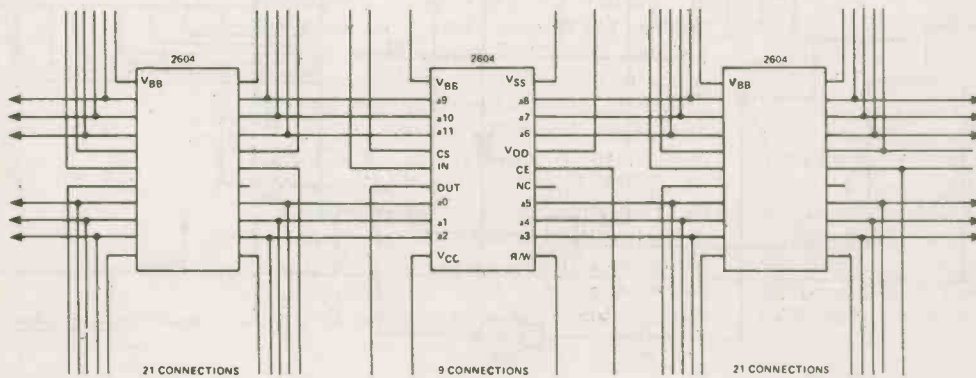 2604
2604
2604
VBB
VBB
VSS
VBB
a9
a8
a10
a7
a11
a6
CS
VDD
IN
CE
OUT
NC
a0
a5
a1
a4
a2
a3
VCC
R/W
21 CONNECTIONS
9 CONNECTIONS
21 CONNECTIONS